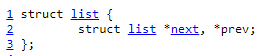 1 struct list {
2         struct list *next, *prev;
3 };